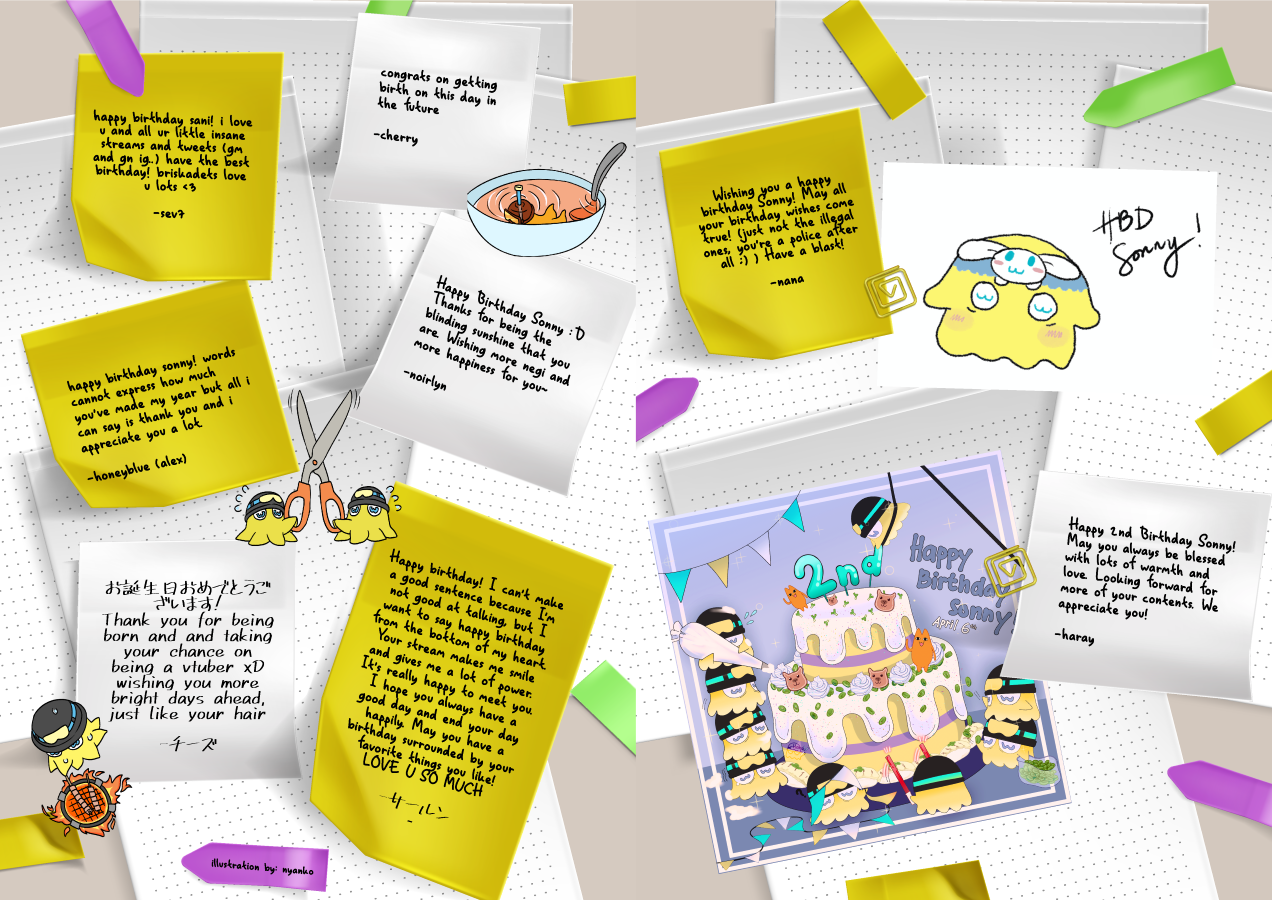 happy birthday sani! i love
u and all ur little insane
streams and tweets (gm
and gn ig..) have the best
birthday! briskadets love
u lots <3
-sev7
congrats on getting
birth on this day in
the future
-cherry
Happy Birthday Sonny :D
Thanks for being the
blinding sunshine that you
are. Wishing more negi and
more happiness for you~
-noirlyn
happy birthday sonny! words
cannot express how much
you've made my year but all i
can say is thank you and i
appreciate you a lot
-honeyblue (alex)
お誕生日おめでとうご
ざいます!
Thank you for being
born and and taking
your chance on
being a vtuber xD
wishing you more
bright days ahead,
just like your hair
-チーズ
Happy birthday! I can't make
a good sentence because I'm
not good at talking, but I
want to say happy birthday
from the bottom of my heart.
Your stream makes me smile
and gives me a lot of power.
It's really happy to meet you.
I hope you always have a
good day and end your day
happily. May you have a
birthday surrounded by your
favorite things you like!
LOVE U SO MUCH
-サールン
illustration by: nyanko
Wishing you a happy
birthday Sonny! May all
your birthday wishes come
true! (just not the illegal
ones, you're a police after
all :) ) Have a blast!
-nana
HBD
Sonny!
2nd
Happy
Birthday
Sonny
April 6th
Happy 2nd Birthday Sonny!
May you always be blessed
with lots of warmth and
love. Looking forward for
more of your contents. We
appreciate you!
-haray